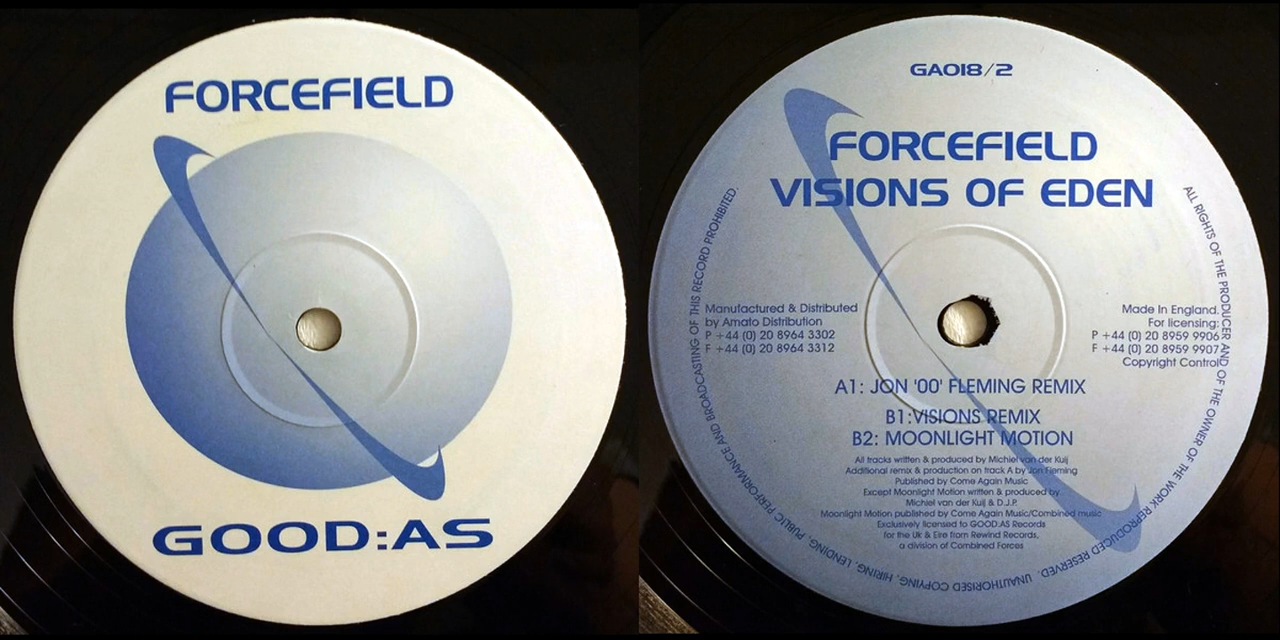 FORCEFIELD
GOOD:AS
GA018/2
FORCEFIELD
VISIONS OF EDEN
Manufactured & Distributed
by Amato Distribution
P +44 (0) 20 8964 3302
F +44 (0) 20 8964 3312
Made In England.
For licensing:
P +44 (0) 20 8959 9906
F +44 (0) 20 8959 9907
Copyright Control
A1: JON '00' FLEMING REMIX
B1:VISIONS REMIX
B2: MOONLIGHT MOTION
All tracks written & produced by Michiel van der Kuij
Additional remix & production on track A by Jon Fleming
Published by Come Again Music
Except Moonlight Motion written & produced by
Michiel van der Kuij & D.J.P.
Moonlight Motion published by Come Again Music/Combined music
Exclusively licensed to GOOD:AS Records
for the Uk & Eire from Rewind Records,
a division of Combined Forces
ALL RIGHTS OF THE PRODUCER AND OF THE OWNER OF THE WORK REPRODUCED RESERVED. UNAUTHORISED COPYING, HIRING, LENDING, PUBLIC PERFORMANCE AND BROADCASTING OF THIS RECORD PROHIBITED.